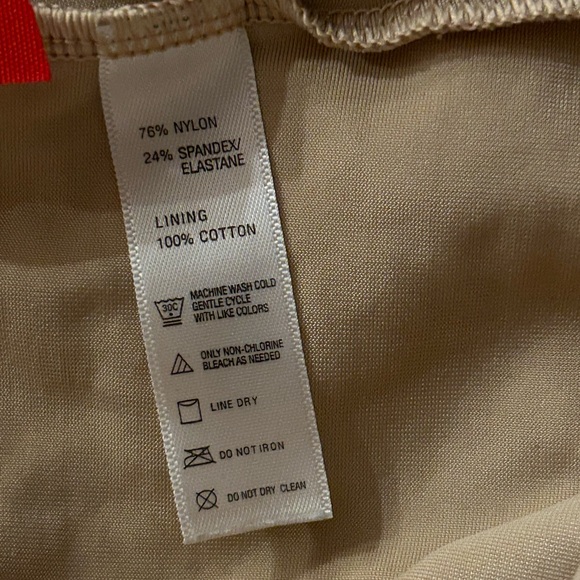 76% NYLON
24% SPANDEX/
ELASTANE
LINING
100% COTTON
30C
MACHINE WASH COLD
GENTLE CYCLE
WITH LIKE COLORS
ONLY NON-CHLORINE
BLEACH AS NEEDED
LINE DRY
DO NOT IRON
DO NOT DRY CLEAN